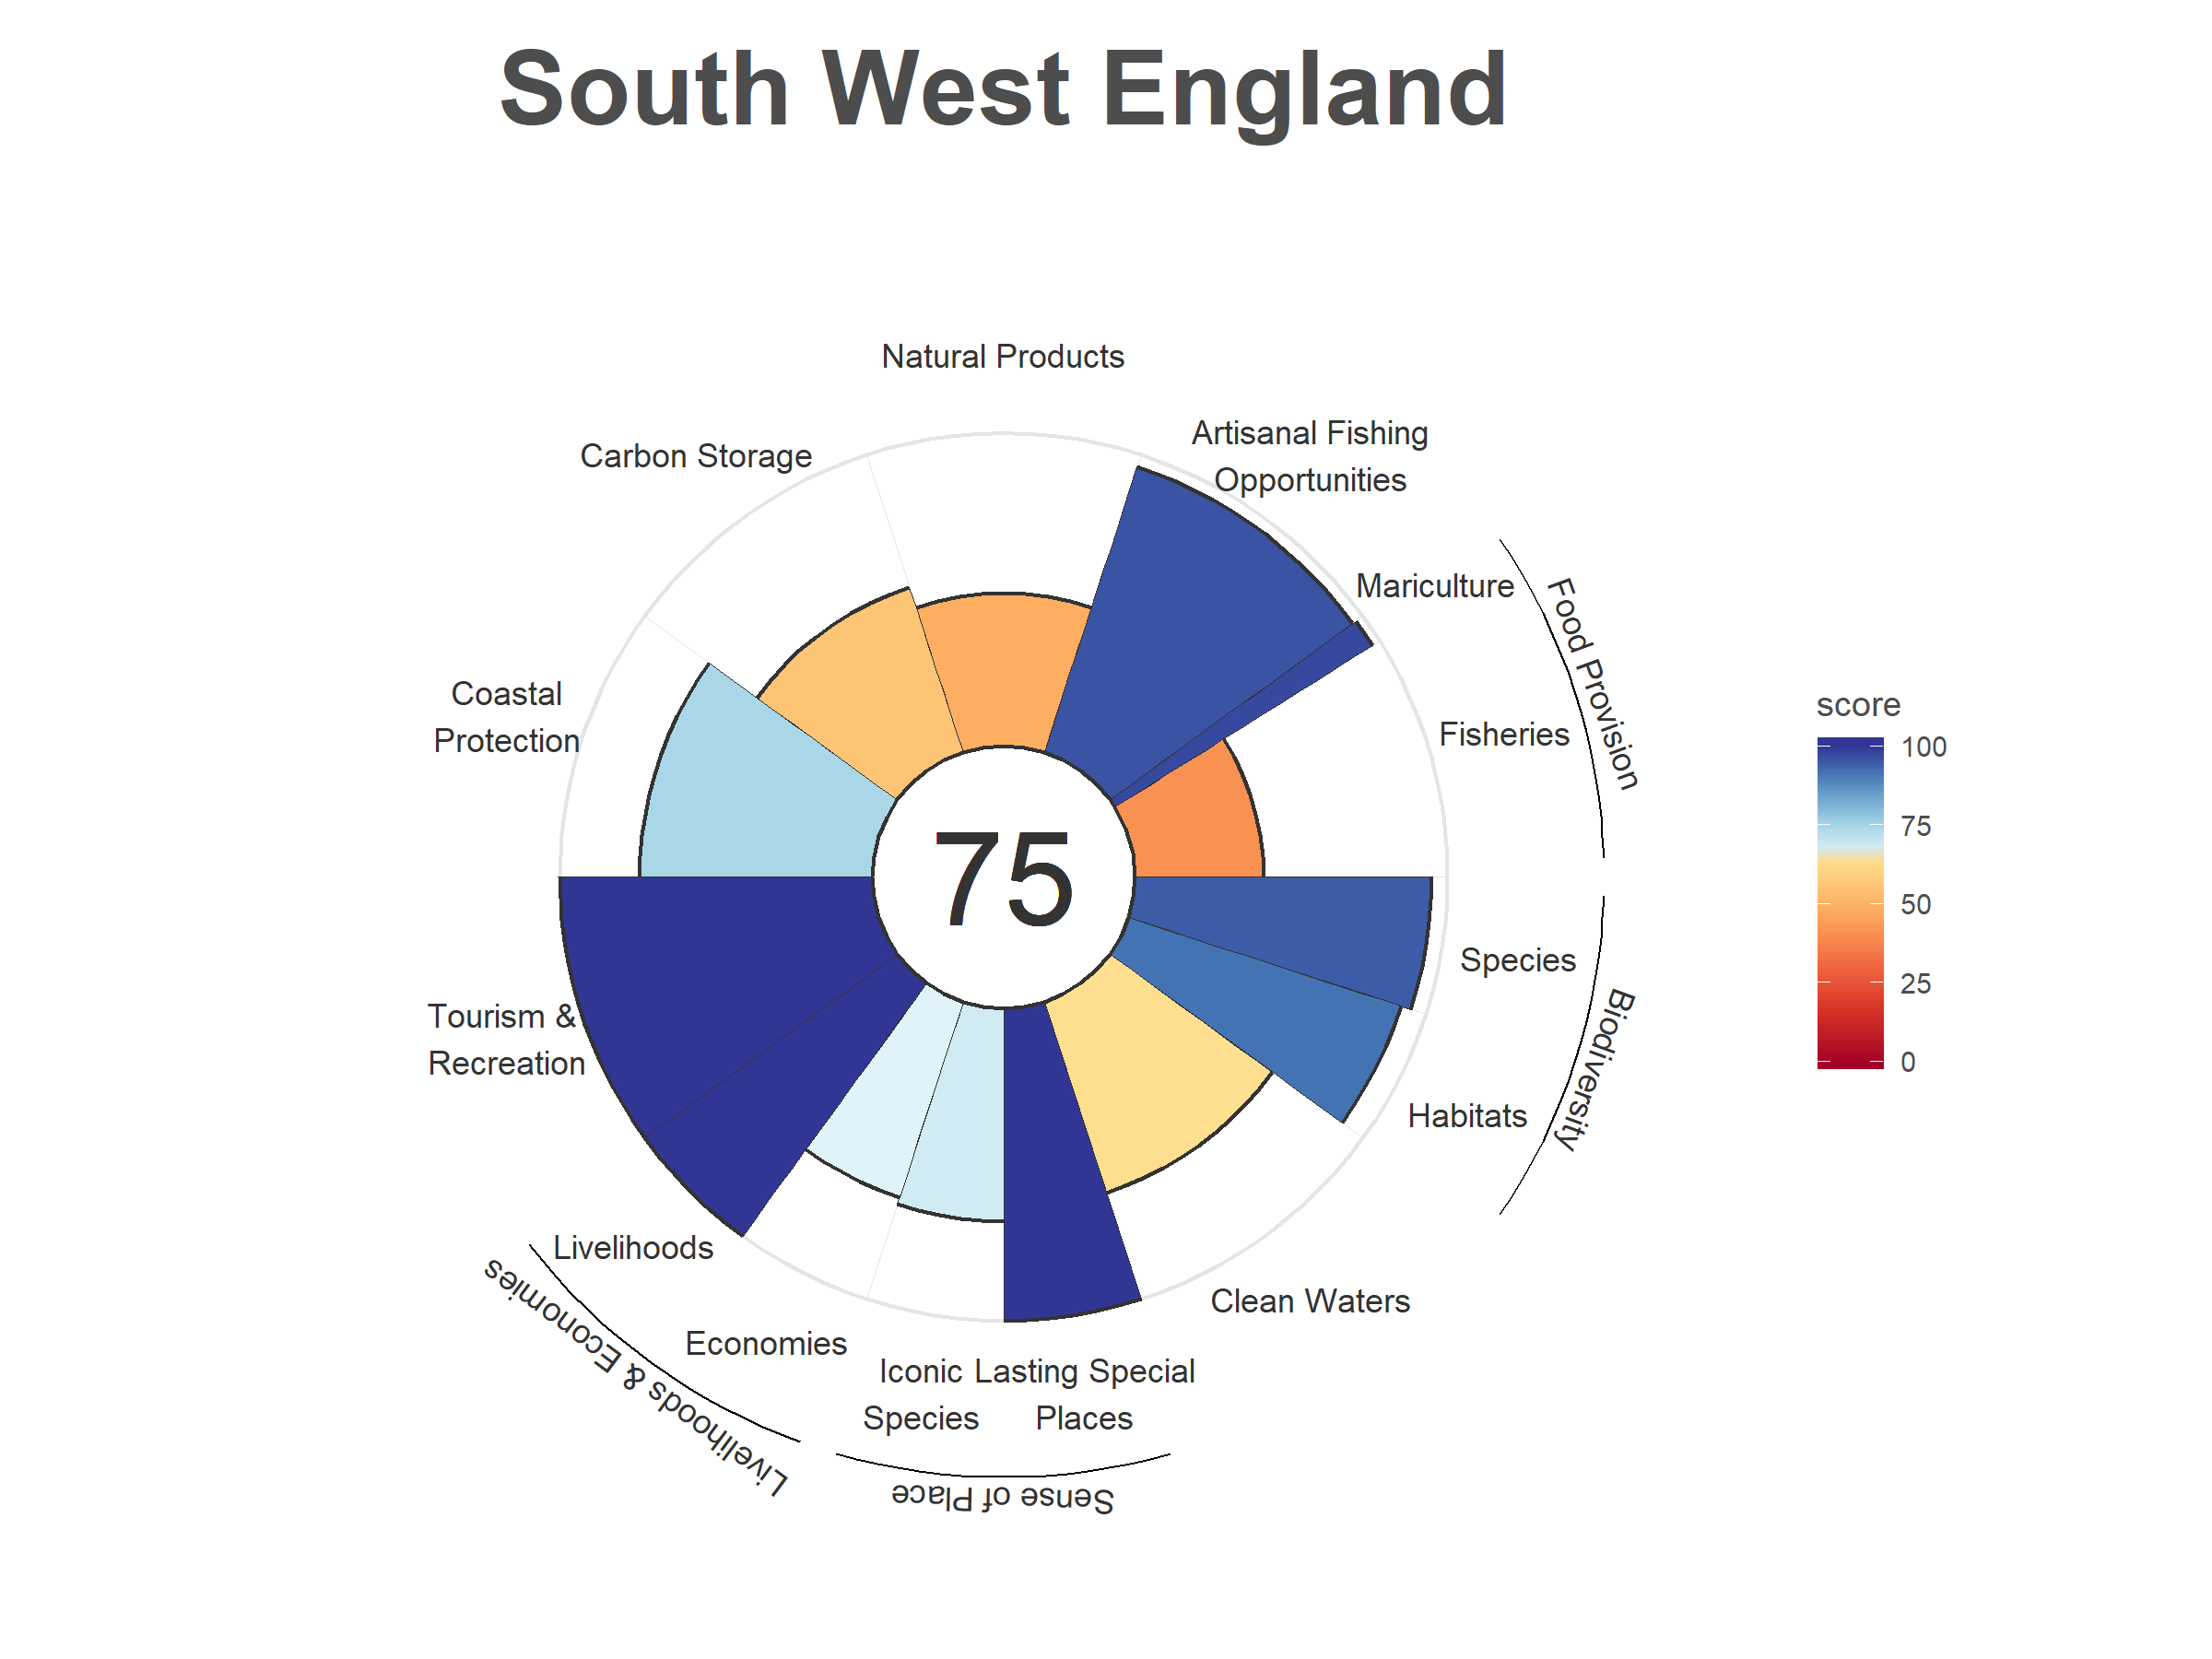 South West England
Natural Products
Artisanal Fishing
Opportunities
Carbon Storage
Mariculture
Food Provision
Fisheries
Coastal
Protection
score
100
75
50
25
0
75
Species
Biodiversity
Habitats
Tourism &
Recreation
Livelihoods
Livelihoods & Economies
Economies
Clean Waters
Iconic
Species
Lasting Special
Places
Sense of Place